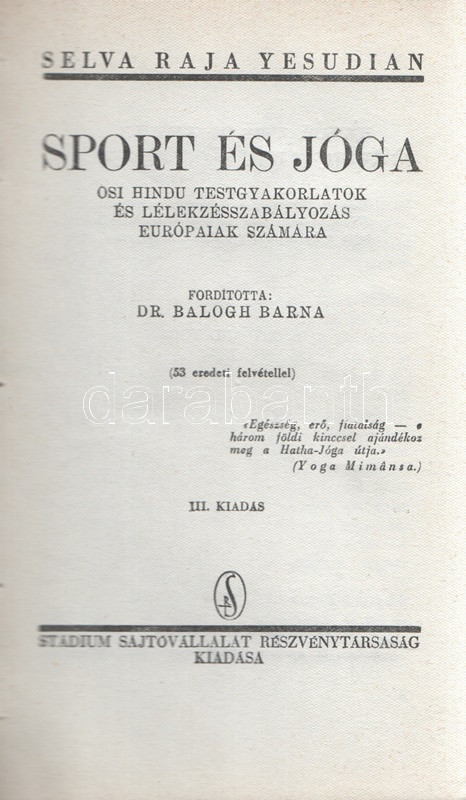 SELVA RAJA YESUDIAN
SPORT ÉS JÓGA
OSI HINDU TESTGYAKORLATOK
ÉS LÉLEKZÉSSZABÁLYOZÁS
EURÓPAIAK SZÁMÁRA
FORDÍTOTTA:
DR. BALOGH BARNA
(53 eredeti felvétellel)
darabanth
«Egészség, erő, fiatalság — e
három földi kinccsel ajándékoz
meg a Hatha-Jóga útja.»
(Yoga Mimânsa.)
III. KIADÁS
STÁDIUM SAJTÓVÁLLALAT RÉSZVÉNYTÁRSASÁG
KIADÁSA